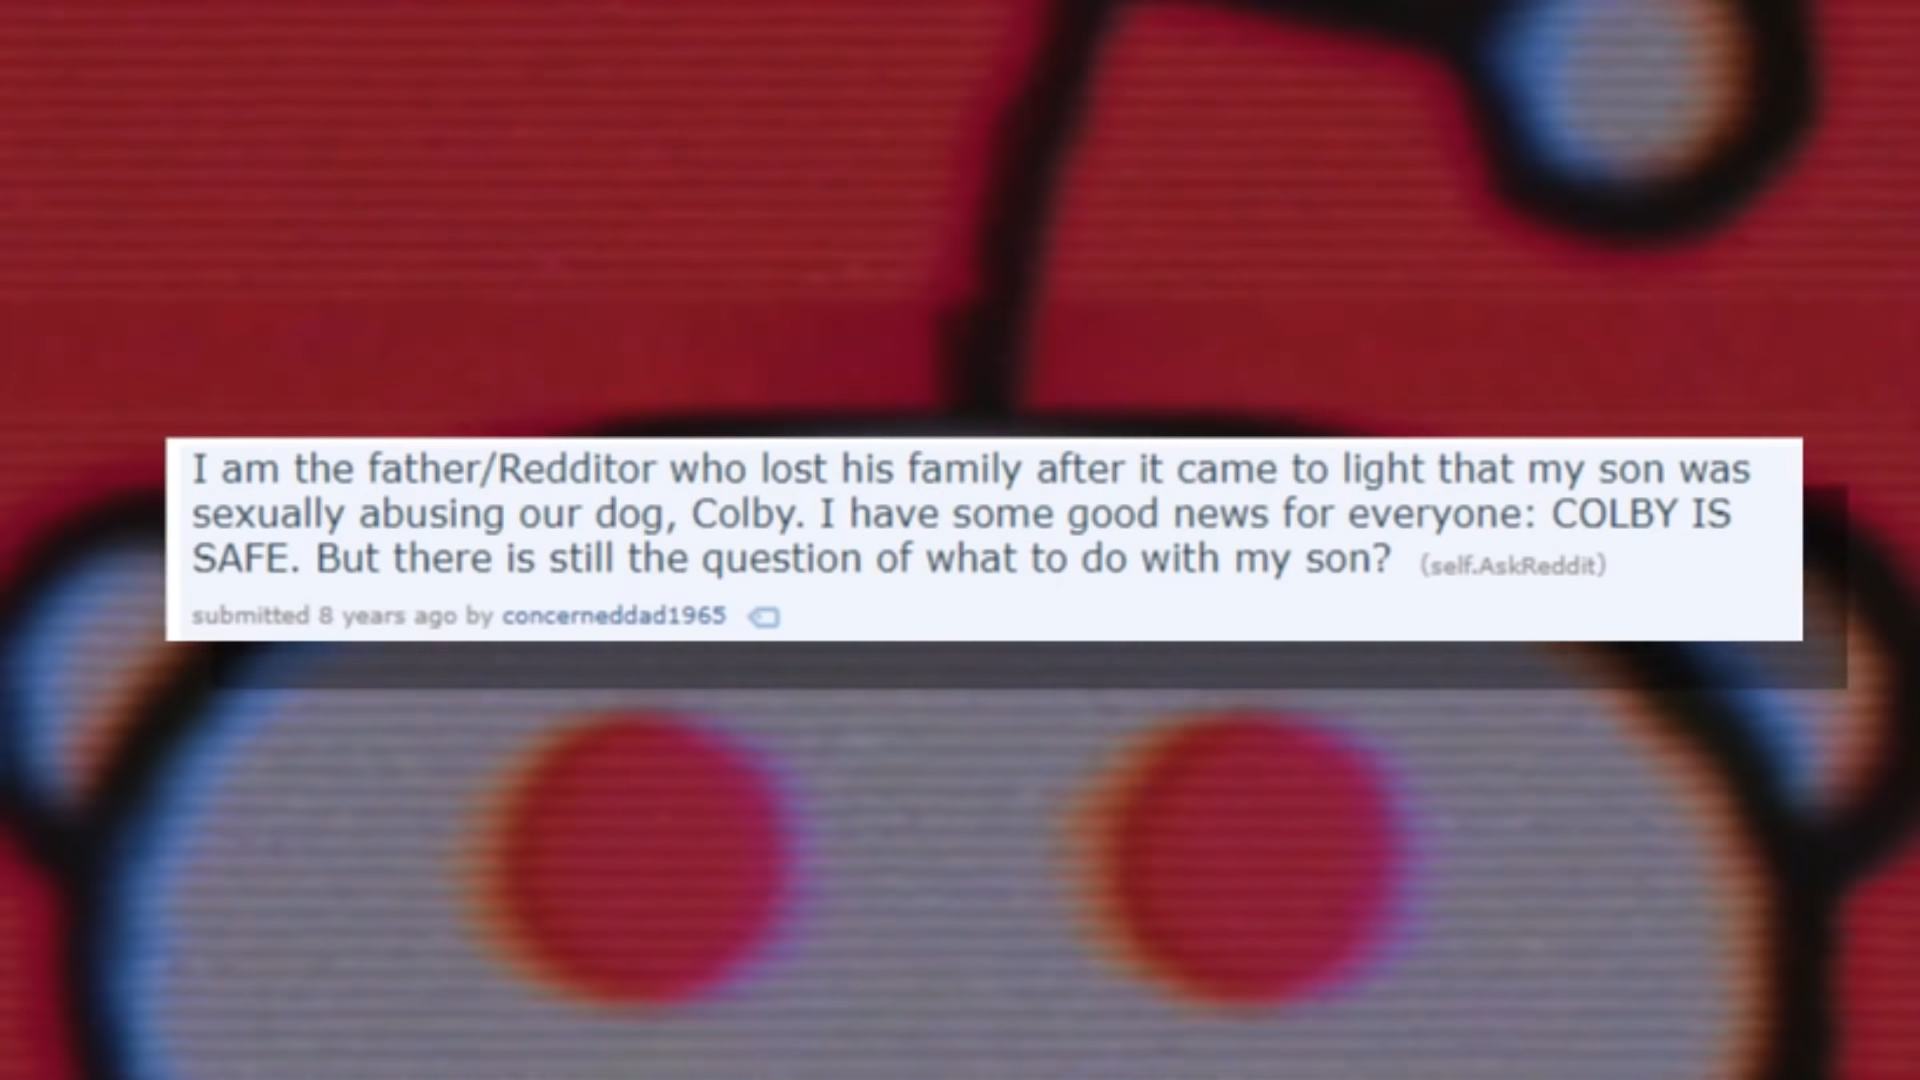 I am the father/Redditor who lost his family after it came to light that my son was
sexually abusing our dog, Colby. I have some good news for everyone: COLBY IS
SAFE. But there is still the question of what to do with my son? (self.AskReddit)
submitted 8 years ago by concerneddad1965